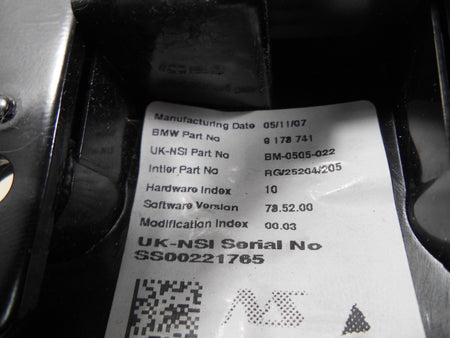 Manufacturing Date 05/11/07
BMW Part No 9 178 741
UK-NSI Part No BM-0505-022
Intier Part No RG/25204/205
Hardware Index 10
Software Version 78.52.00
Modification Index 00.03
UK-NSI Serial No
SS00221765